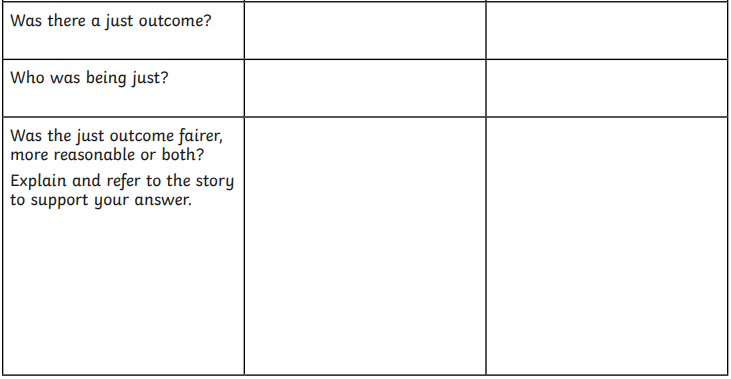 Was there a just outcome?
Who was being just?
Was the just outcome fairer,
more reasonable or both?
Explain and refer to the story
to support your answer.